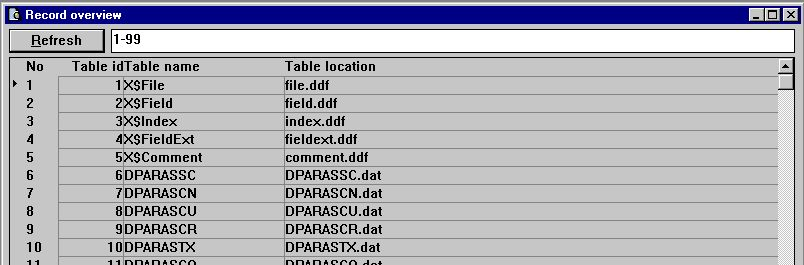 Record overview
Refresh 1-99
No Table id Table name Table location
1 1 X$File file.ddf
2 2 X$Field field.ddf
3 3 X$Index index.ddf
4 4 X$FieldExt fieldext.ddf
5 5 X$Comment comment.ddf
6 6 DPARASSC DPARASSC.dat
7 7 DPARASCN DPARASCN.dat
8 8 DPARASCU DPARASCU.dat
9 9 DPARASCR DPARASCR.dat
10 10 DPARASTX DPARASTX.dat